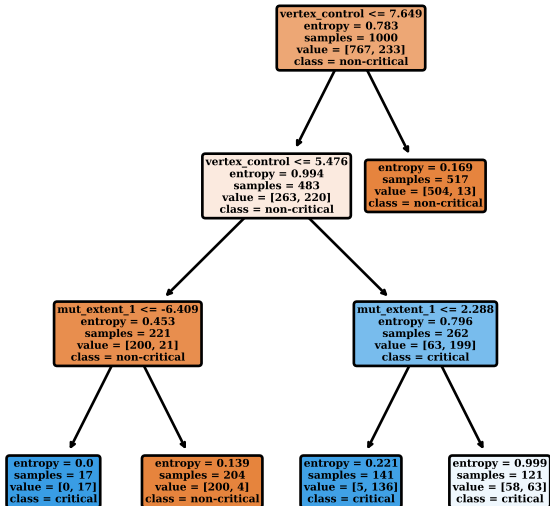 vertex_control <= 7.649
entropy = 0.783
samples = 1000
value = [767, 233]
class = non-critical
vertex_control <= 5.476
entropy = 0.994
samples = 483
value = [263, 220]
class = non-critical
entropy = 0.169
samples = 517
value = [504, 13]
class = non-critical
mut_extent_1 <= -6.409
entropy = 0.453
samples = 221
value = [200, 21]
class = non-critical
mut_extent_1 <= 2.288
entropy = 0.796
samples = 262
value = [63, 199]
class = critical
entropy = 0.0
samples = 17
value = [0, 17]
class = critical
entropy = 0.139
samples = 204
value = [200, 4]
class = non-critical
entropy = 0.221
samples = 141
value = [5, 136]
class = critical
entropy = 0.999
samples = 121
value = [58, 63]
class = critical